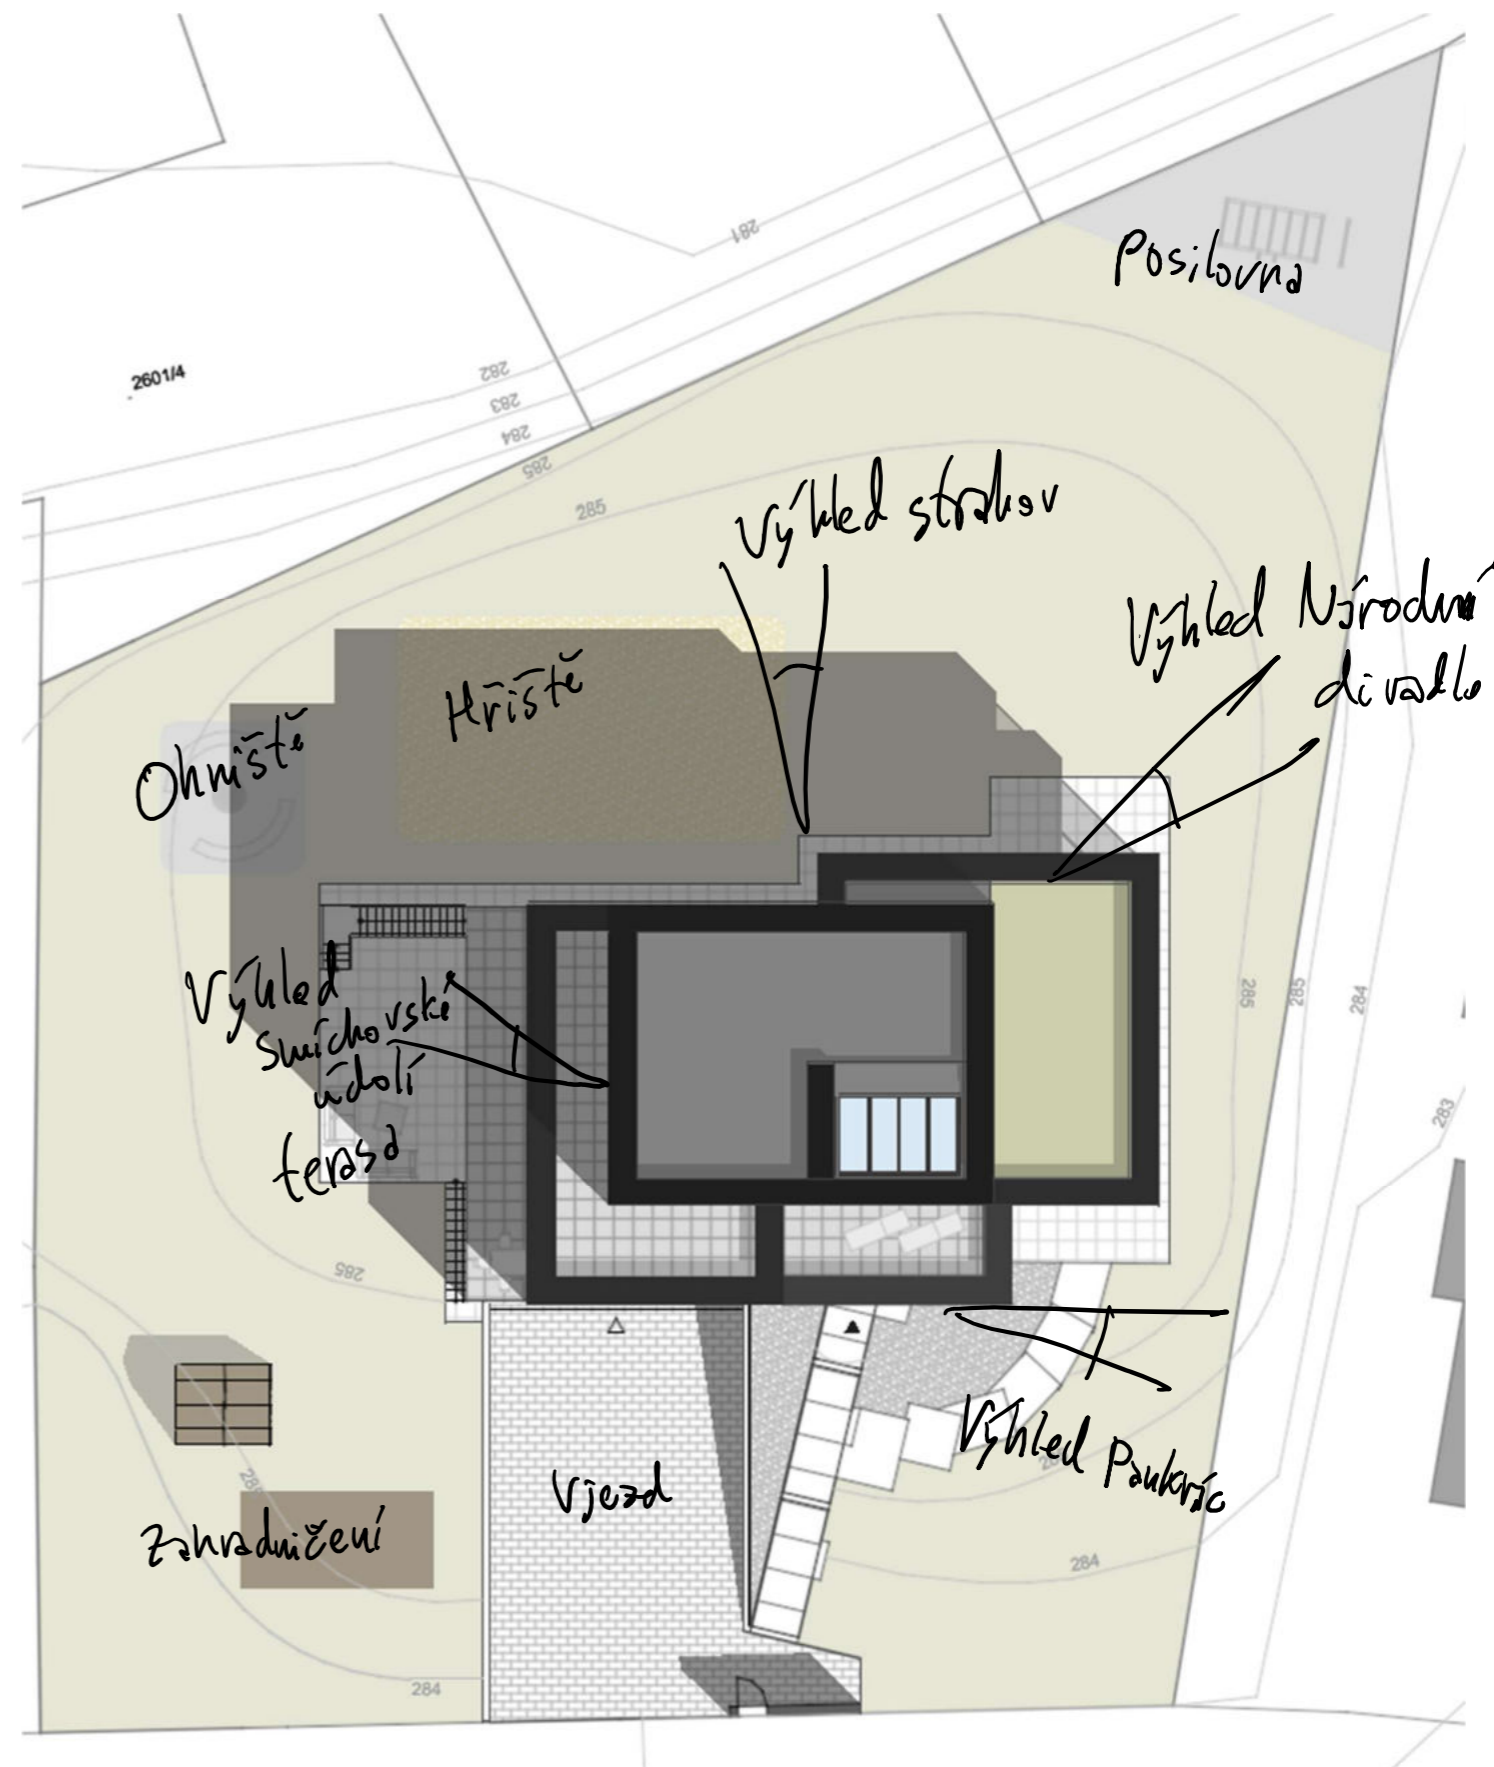 281
Posilovna
2601/4
282
283
284
285
285
Výhled strahov
Výhled Národní
divadlo
Hřiště
Ohniště
Výhled
smíchovské
údolí
terasa
285
285
284
283
285
Výhled Pankrác
Vjezd
Zahradničení
284
284